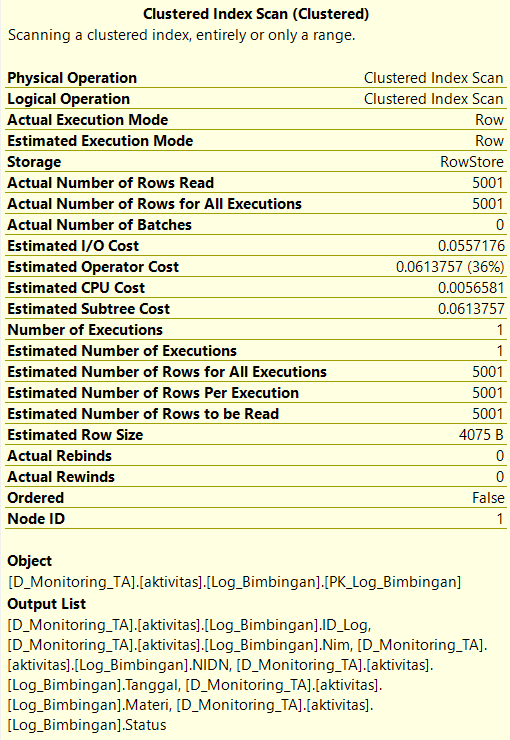 Clustered Index Scan (Clustered)
Scanning a clustered index, entirely or only a range.
Physical Operation Clustered Index Scan
Logical Operation Clustered Index Scan
Actual Execution Mode Row
Estimated Execution Mode Row
Storage RowStore
Actual Number of Rows Read 5001
Actual Number of Rows for All Executions 5001
Actual Number of Batches 0
Estimated I/O Cost 0.0557176
Estimated Operator Cost 0.0613757 (36%)
Estimated CPU Cost 0.0056581
Estimated Subtree Cost 0.0613757
Number of Executions 1
Estimated Number of Executions 1
Estimated Number of Rows for All Executions 5001
Estimated Number of Rows Per Execution 5001
Estimated Number of Rows to be Read 5001
Estimated Row Size 4075 B
Actual Rebinds 0
Actual Rewinds 0
Ordered False
Node ID 1
Object
[D_Monitoring_TA].[aktivitas].[Log_Bimbingan].[PK_Log_Bimbingan]
Output List
[D_Monitoring_TA].[aktivitas].[Log_Bimbingan].ID_Log,
[D_Monitoring_TA].[aktivitas].[Log_Bimbingan].Nim, [D_Monitoring_TA].
[aktivitas].[Log_Bimbingan].NIDN, [D_Monitoring_TA].[aktivitas].
[Log_Bimbingan].Tanggal, [D_Monitoring_TA].[aktivitas].
[Log_Bimbingan].Materi, [D_Monitoring_TA].[aktivitas].
[Log_Bimbingan].Status